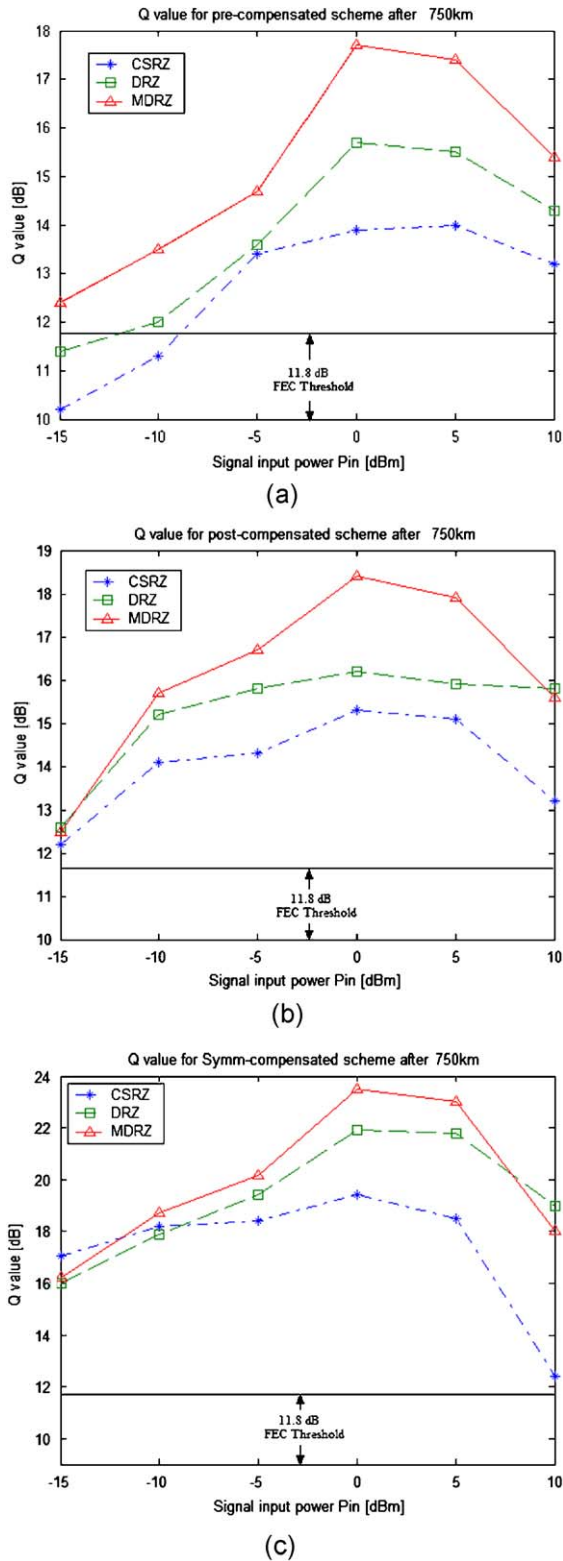 Q value for pre-compensated scheme after 750km
18
17
16
15
14
13
12
11
10
Q value [dB]
CSRZ
DRZ
MDRZ
11.8 dB
FEC Threshold
-15 -10 -5 0 5 10
Signal input power Pin [dBm]
(a)
Q value for post-compensated scheme after 750km
19
18
17
16
15
14
13
12
11
10
Q value [dB]
CSRZ
DRZ
MDRZ
11.8 dB
FEC Threshold
-15 -10 -5 0 5 10
Signal input power Pin [dBm]
(b)
Q value for Symm-compensated scheme after 750km
24
22
20
18
16
14
12
10
Q value [dB]
CSRZ
DRZ
MDRZ
11.8 dB
FEC Threshold
-15 -10 -5 0 5 10
Signal input power Pin [dBm]
(c)